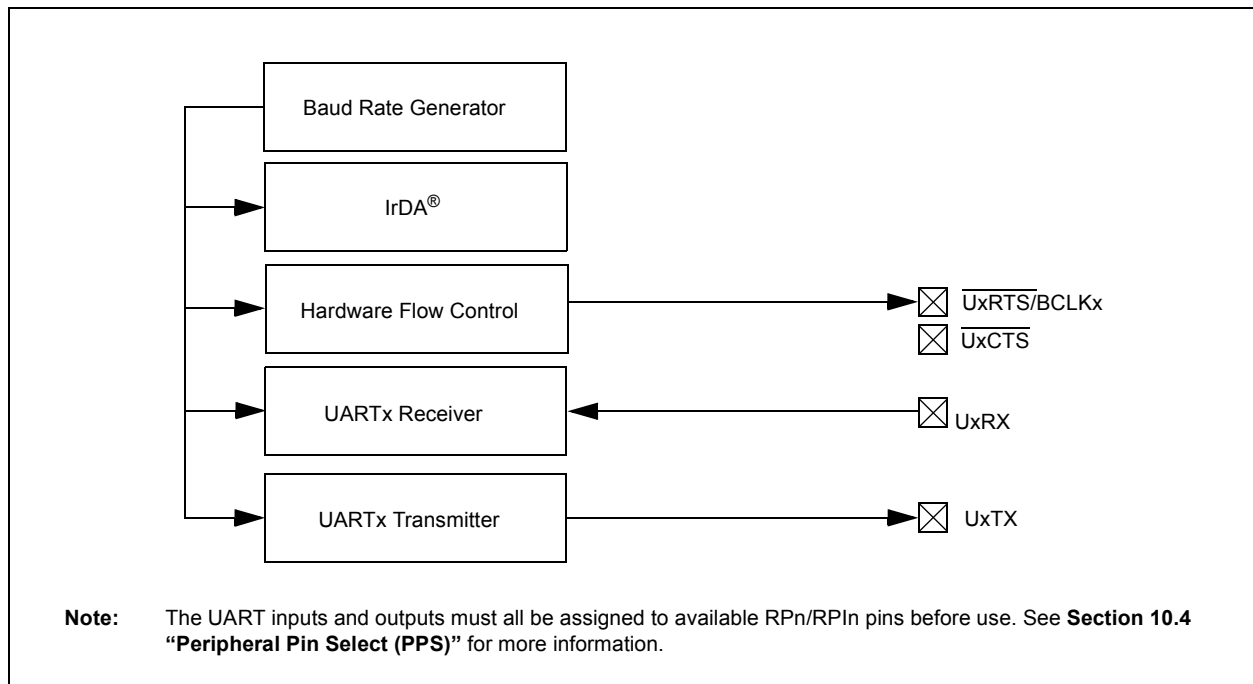 Baud Rate Generator
IrDA®
Hardware Flow Control
UxRTS/BCLKx
UxCTS
UARTx Receiver
UxRX
UARTx Transmitter
UxTX
Note: The UART inputs and outputs must all be assigned to available RPn/RPIn pins before use. See Section 10.4
“Peripheral Pin Select (PPS)” for more information.